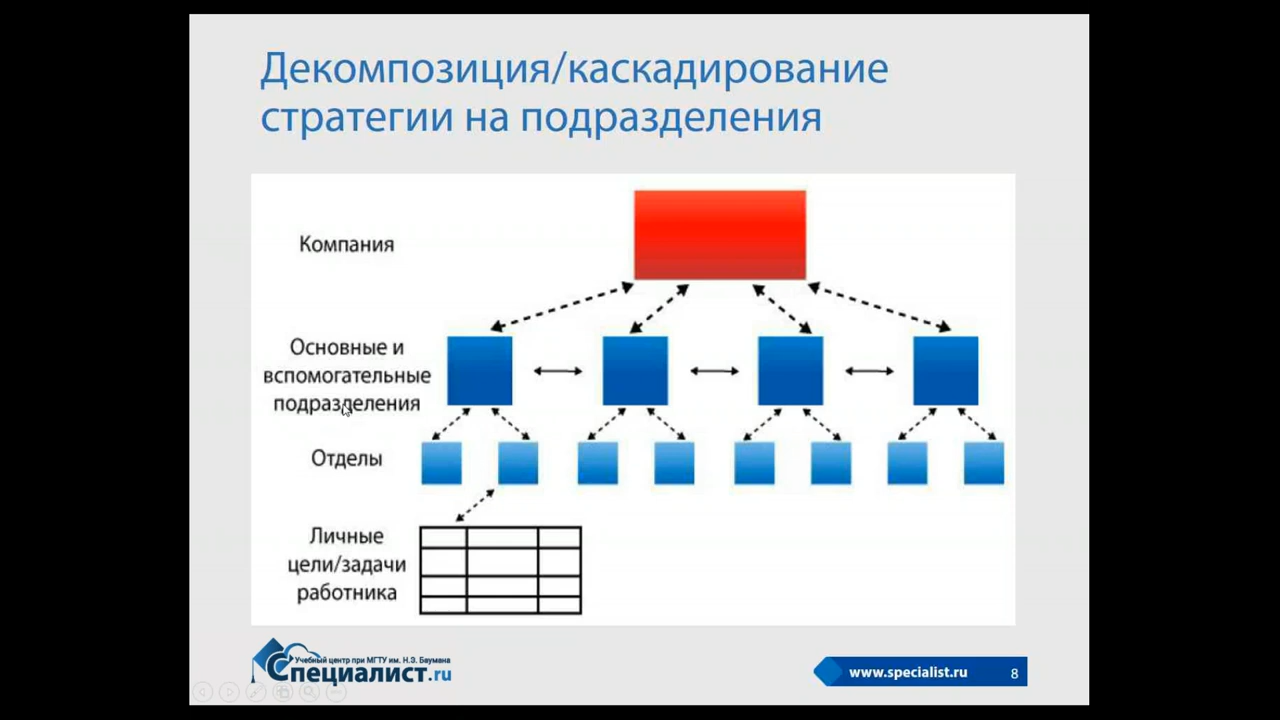 Декомпозиция/каскадирование
стратегии на подразделения
Компания
Основные и
вспомогательные
подразделения
Отделы
Личные
цели/задачи
работника
Учебный центр при МГТУ им. Н.Э. Баумана
Специалист.ru
www.specialist.ru
8